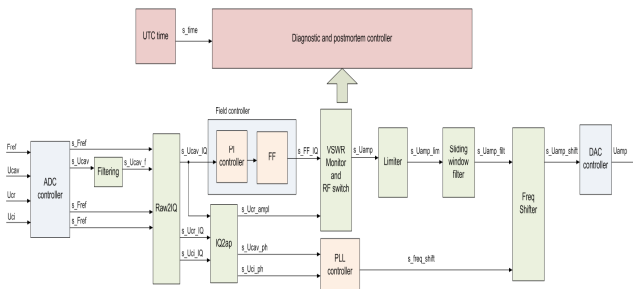 UTC time
s_time
Diagnostic and postmortem controller
Field controller
Fref
Ucav
Ucr
Uci
ADC
controller
s_Fref
s_Ucav
Filtering
s_Ucav_f
s_Fref
s_Fref
Raw2IQ
s_Ucav_IQ
PI
controller
FF
s_FF_IQ
s_Ucr_IQ
s_Uci_IQ
IQ2ap
s_Ucr_ampl
s_Ucav_ph
s_Uci_ph
VSWR
Monitor
and
RF switch
s_Uamp
Limiter
s_Uamp_lim
Sliding
window
filter
s_Uamp_filt
PLL
controller
s_freq_shift
Freq
Shifter
s_Uamp_shift
DAC
controller
Uamp